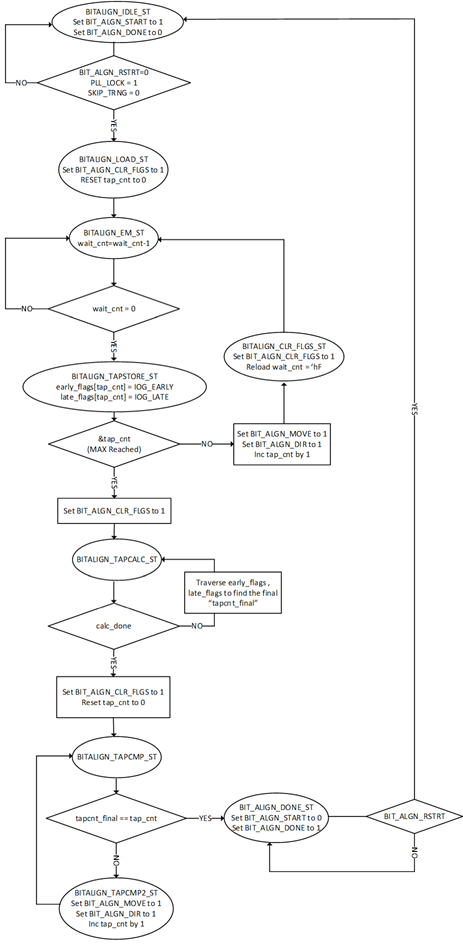 BITALIGN_IDLE_ST
Set BIT_ALGN_START to 1
Set BIT_ALGN_DONE to 0
BIT_ALGN_RSTRT=0
PLL_LOCK = 1
SKIP_TRNG = 0
NO
YES
BITALIGN_LOAD_ST
Set BIT_ALGN_CLR_FLGS to 1
RESET tap_cnt to 0
BITALIGN_EM_ST
wait_cnt=wait_cnt-1
wait_cnt = 0
NO
YES
BITALIGN_CLR_FLGS_ST
Set BIT_ALGN_CLR_FLGS to 1
Reload wait_cnt = 'hF
BITALIGN_TAPSTORE_ST
early_flags[tap_cnt] = IOG_EARLY
late_flags[tap_cnt] = IOG_LATE
&tap_cnt
(MAX Reached)
NO
Set BIT_ALGN_MOVE to 1
Set BIT_ALGN_DIR to 1
Inc tap_cnt by 1
YES
YES
Set BIT_ALGN_CLR_FLGS to 1
BITALIGN_TAPCALC_ST
Traverse early_flags ,
late_flags to find the final
"tapcnt_final"
calc_done
NO
YES
Set BIT_ALGN_CLR_FLGS to 1
Reset tap_cnt to 0
BITALIGN_TAPCMP_ST
tapcnt_final == tap_cnt
YES
BIT_ALIGN_DONE_ST
Set BIT_ALGN_START to 0
Set BIT_ALGN_DONE to 1
BIT_ALGN_RSTRT
NO
NO
BITALIGN_TAPCMP2_ST
Set BIT_ALGN_MOVE to 1
Set BIT_ALGN_DIR to 1
Inc tap_cnt by 1